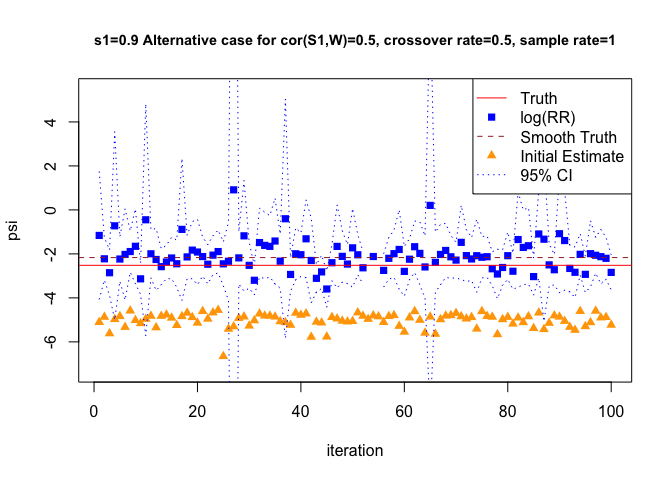 s1=0.9 Alternative case for cor(S1,W)=0.5, crossover rate=0.5, sample rate=1
Truth
log(RR)
Smooth Truth
Initial Estimate
95% CI
psi
4
2
0
-2
-4
-6
0 20 40 60 80 100
iteration